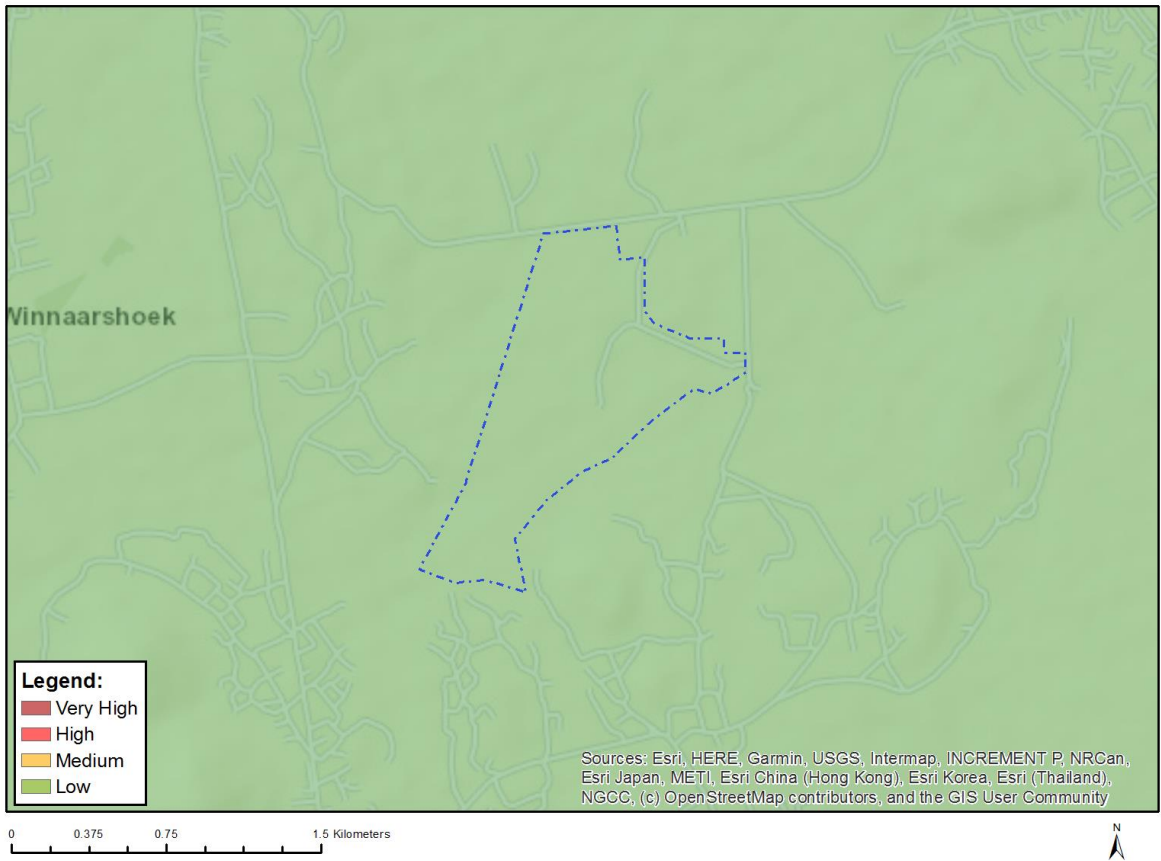 Winnaarshoek
Legend:
Very High
High
Medium
Low
Sources: Esri, HERE, Garmin, USGS, Intermap, INCREMENT P, NRCan,
Esri Japan, METI, Esri China (Hong Kong), Esri Korea, Esri (Thailand),
NGCC, (c) OpenStreetMap contributors, and the GIS User Community
0 0.375 0.75 1.5 Kilometers
N